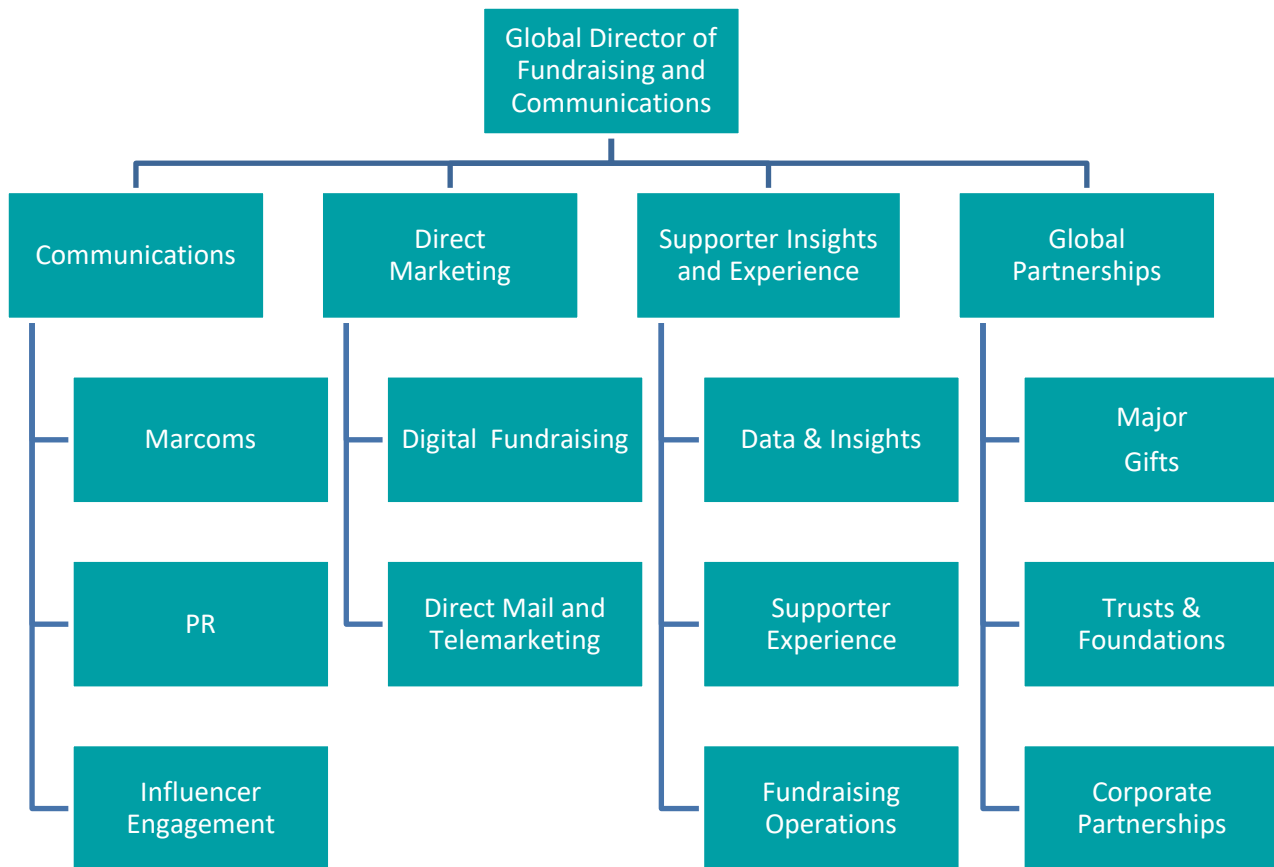 Global Director of
Fundraising and
Communications
Communications
Direct
Marketing
Supporter Insights
and Experience
Global
Partnerships
Marcoms
Digital  Fundraising
Data & Insights
Major
Gifts
PR
Direct Mail and
Telemarketing
Supporter
Experience
Trusts &
Foundations
Influencer
Engagement
Fundraising
Operations
Corporate
Partnerships